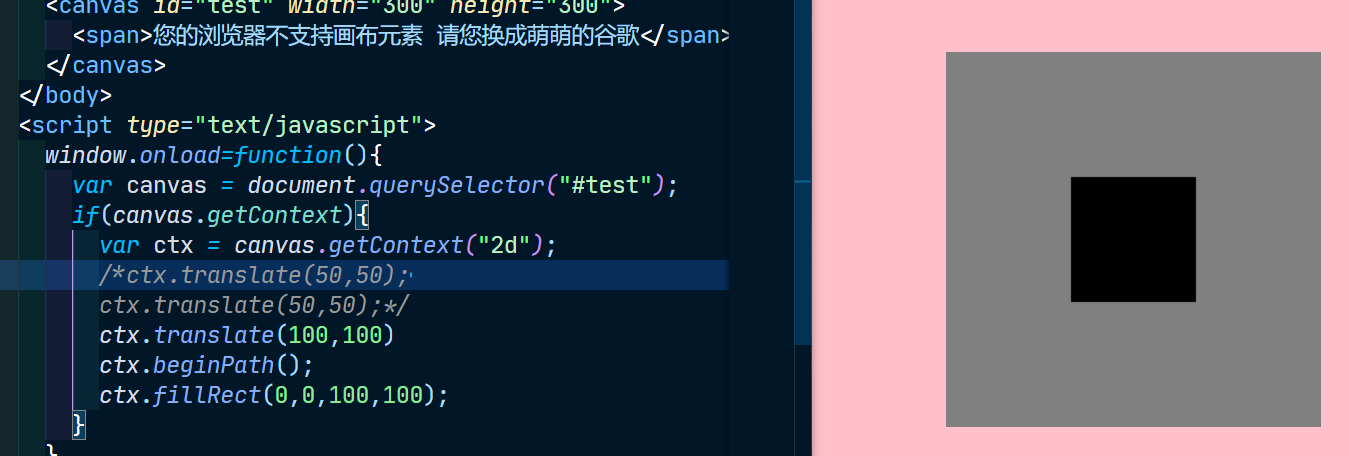 <canvas id="test" width="300" height="300">
<span>您的浏览器不支持画布元素 请您换成萌萌的谷歌</span>
</canvas>
</body>
<script type="text/javascript">
window.onload=function(){
var canvas = document.querySelector("#test");
if(canvas.getContext){
var ctx = canvas.getContext("2d");
/*ctx.translate(50,50);
ctx.translate(50,50);*/
ctx.translate(100,100)
ctx.beginPath();
ctx.fillRect(0,0,100,100);
}
}